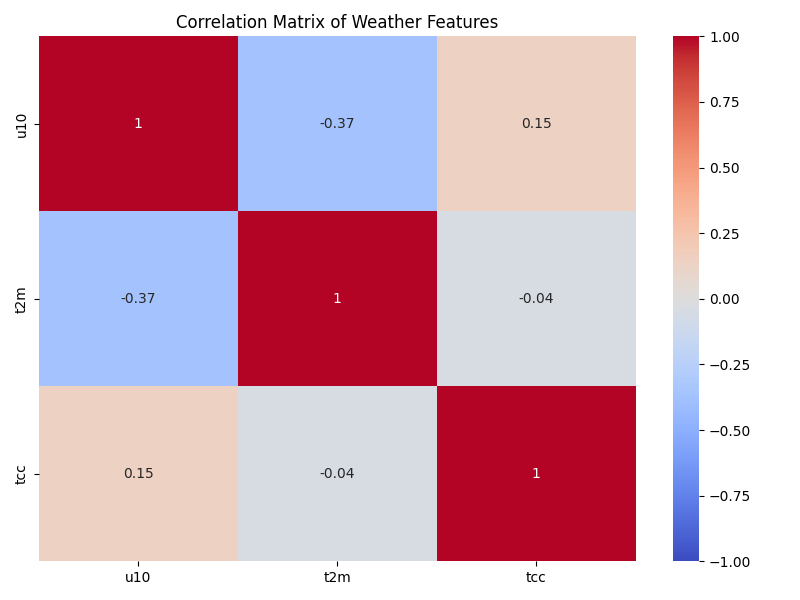 Correlation Matrix of Weather Features
u10
1
-0.37
0.15
t2m
-0.37
1
-0.04
tcc
0.15
-0.04
1
u10
t2m
tcc
1.00
0.75
0.50
0.25
0.00
−0.25
−0.50
−0.75
−1.00